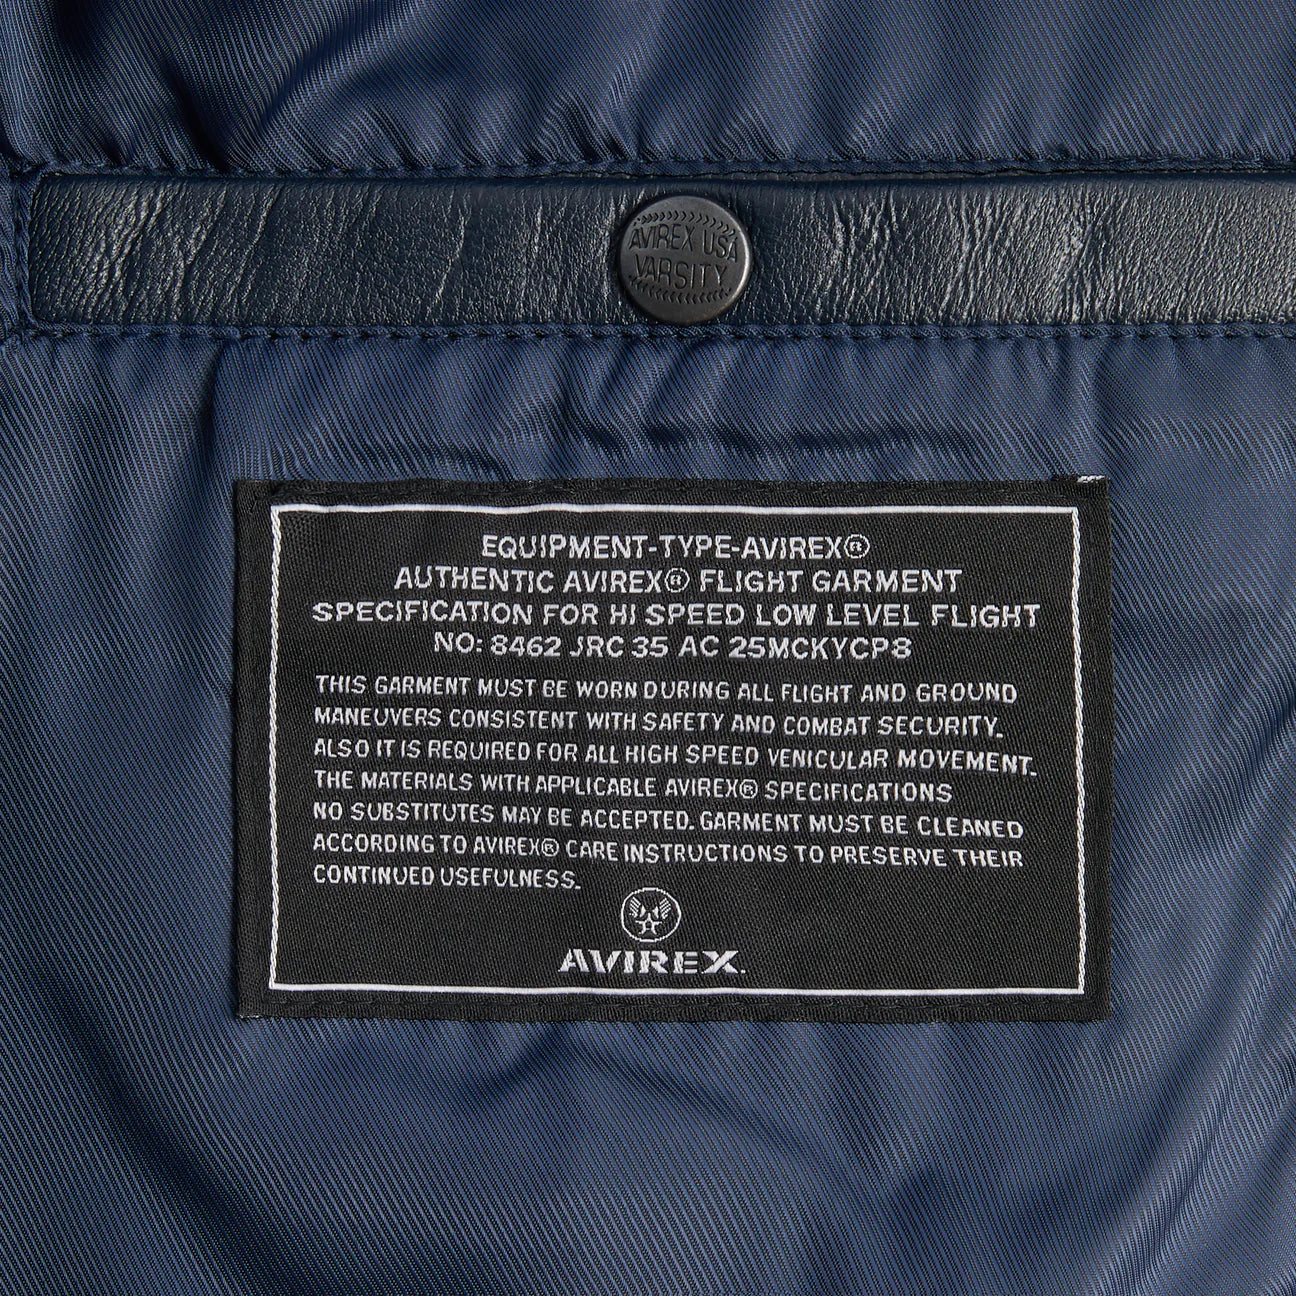 AVIREX USA
VARSITY
EQUIPMENT-TYPE-AVIREX®
AUTHENTIC AVIREX® FLIGHT GARMENT
SPECIFICATION FOR HI SPEED LOW LEVEL FLIGHT
NO: 8462 JRC 35 AC 25MCKYCP8
THIS GARMENT MUST BE WORN DURING ALL FLIGHT AND GROUND
MANEUVERS CONSISTENT WITH SAFETY AND COMBAT SECURITY.
ALSO IT IS REQUIRED FOR ALL HIGH SPEED VENICULAR MOVEMENT.
THE MATERIALS WITH APPLICABLE AVIREX® SPECIFICATIONS
NO SUBSTITUTES MAY BE ACCEPTED. GARMENT MUST BE CLEANED
ACCORDING TO AVIREX® CARE INSTRUCTIONS TO PRESERVE THEIR
CONTINUED USEFULNESS.
AVIREX.